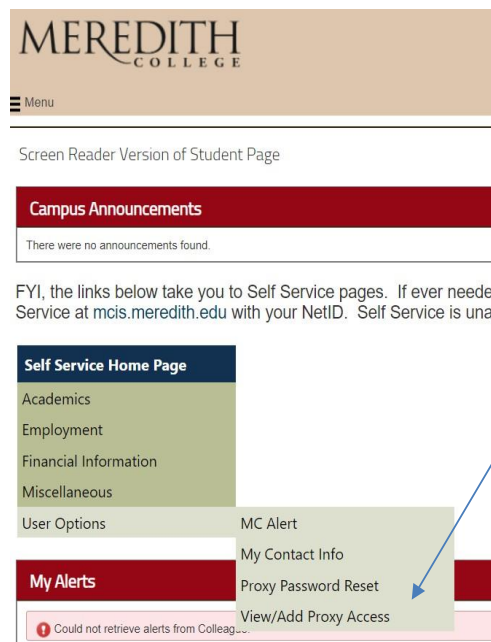 MEREDITH
COLLEGE
Menu
Screen Reader Version of Student Page
Campus Announcements
There were no announcements found.
FYI, the links below take you to Self Service pages. If ever neede
Service at mcis.meredith.edu with your NetID. Self Service is una
Self Service Home Page
Academics
Employment
Financial Information
Miscellaneous
User Options
MC Alert
My Contact Info
Proxy Password Reset
View/Add Proxy Access
My Alerts
Could not retrieve alerts from Colleague.